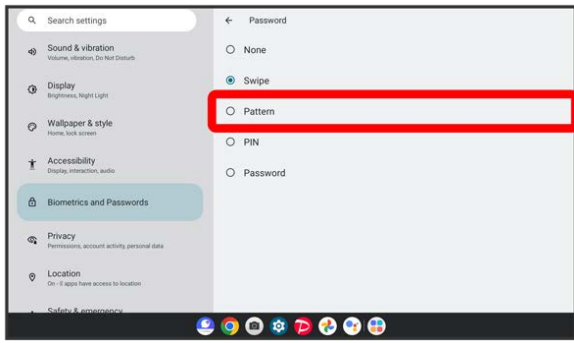 Search settings
Sound & vibration
Volume, vibration, Do Not Disturb
Display
Brightness, Night Light
Wallpaper & style
Home, lock screen
Accessibility
Display, interaction, audio
Biometrics and Passwords
Privacy
Permissions, account activity, personal data
Location
On - 0 apps have access to location
Safety & emergency
Password
None
Swipe
Pattern
PIN
Password